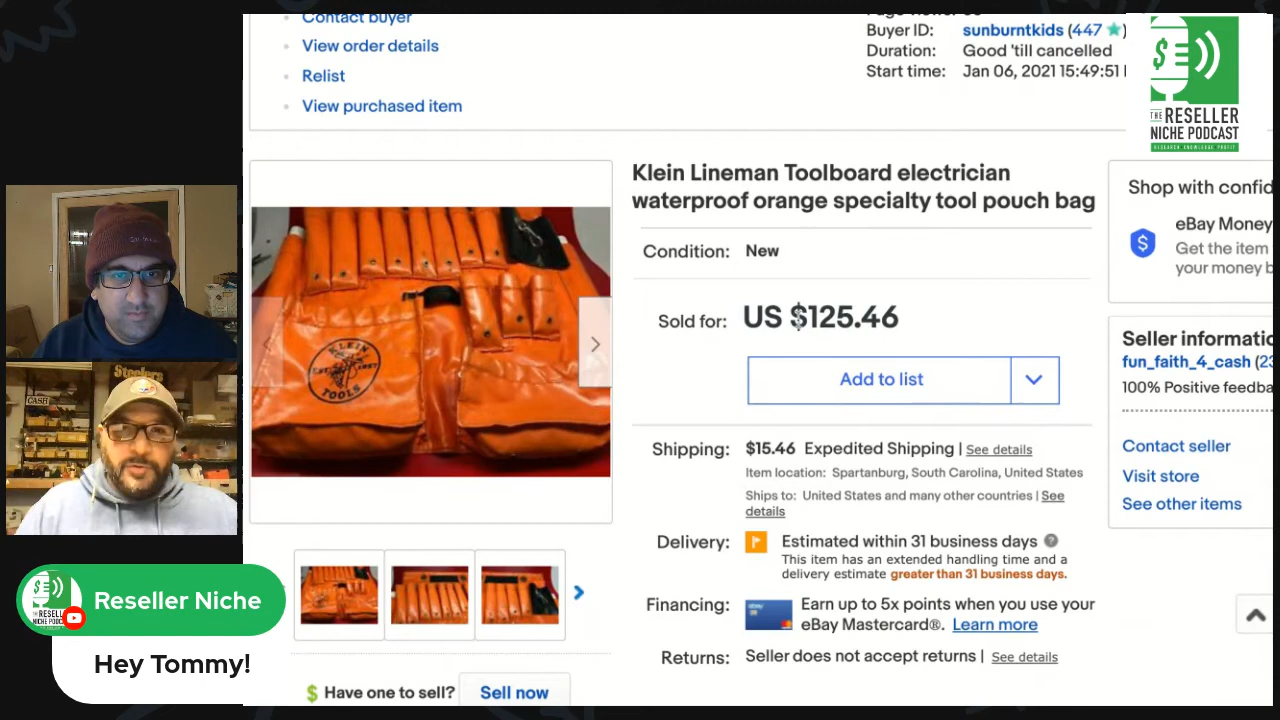 Contact buyer
View order details
Relist
View purchased item
Buyer ID: sunburntkids (447
Duration: Good 'till cancelled
Start time: Jan 06, 2021 15:49:51
THE RESELLER
NICHE PODCAST
RESEARCH KNOWLEDGE PROFIT
Klein Lineman Toolboard electrician
waterproof orange specialty tool pouch bag
Condition: New
Sold for: US $125.46
Add to list
Shipping: $15.46 Expedited Shipping | See details
Item location: Spartanburg, South Carolina, United States
Ships to: United States and many other countries | See
details
Delivery: Estimated within 31 business days
This item has an extended handling time and a
delivery estimate greater than 31 business days.
Financing: Earn up to 5x points when you use your
eBay Mastercard®. Learn more
Returns: Seller does not accept returns | See details
Shop with confid
eBay Money
Get the item
your money b
Seller informatio
fun_faith_4_cash (23
100% Positive feedba
Contact seller
Visit store
See other items
KLEIN
TOOLS
Have one to sell? Sell now
Steelers
CASH
Reseller Niche
Hey Tommy!